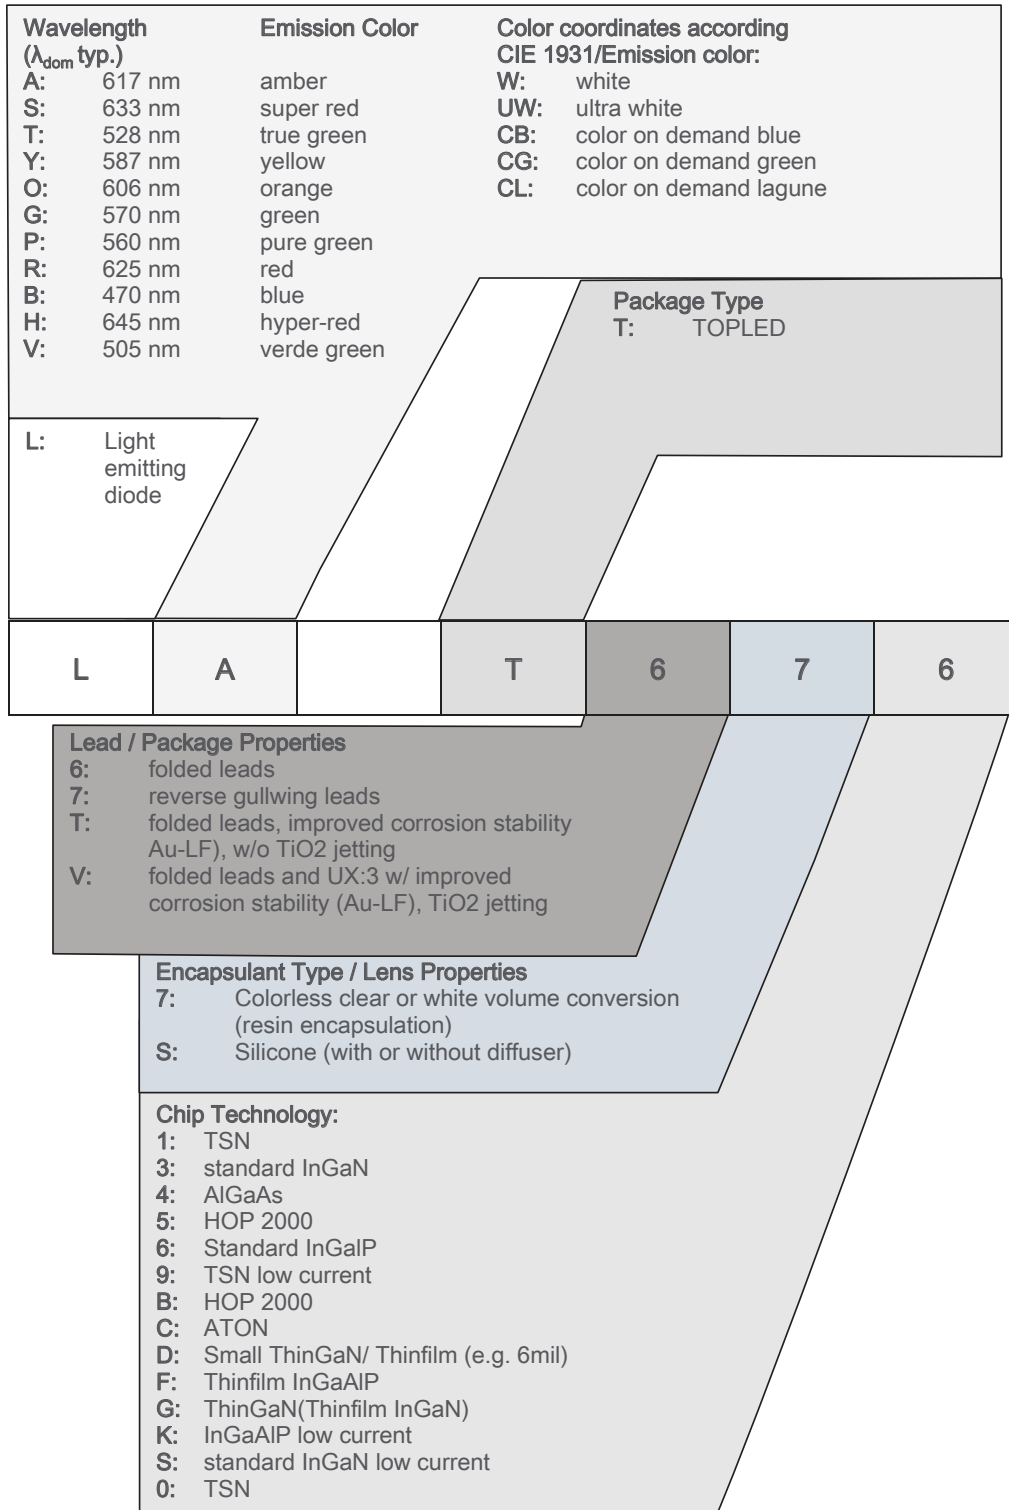 Wavelength Emission Color Color coordinates according
(λdom typ.) CIE 1931/Emission color:
A: 617 nm amber W: white
S: 633 nm super red UW: ultra white
T: 528 nm true green CB: color on demand blue
Y: 587 nm yellow CG: color on demand green
O: 606 nm orange CL: color on demand lagune
G: 570 nm green
P: 560 nm pure green
R: 625 nm red
B: 470 nm blue
H: 645 nm hyper-red
V: 505 nm verde green
Package Type
T: TOPLED
L: Light
emitting
diode
L A T 6 7 6
Lead / Package Properties
6: folded leads
7: reverse gullwing leads
T: folded leads, improved corrosion stability
Au-LF), w/o TiO2 jetting
V: folded leads and UX:3 w/ improved
corrosion stability (Au-LF), TiO2 jetting
Encapsulant Type / Lens Properties
7: Colorless clear or white volume conversion
(resin encapsulation)
S: Silicone (with or without diffuser)
Chip Technology:
1: TSN
3: standard InGaN
4: AlGaAs
5: HOP 2000
6: Standard InGalP
9: TSN low current
B: HOP 2000
C: ATON
D: Small ThinGaN/ Thinfilm (e.g. 6mil)
F: Thinfilm InGaAlP
G: ThinGaN(Thinfilm InGaN)
K: InGaAlP low current
S: standard InGaN low current
0: TSN